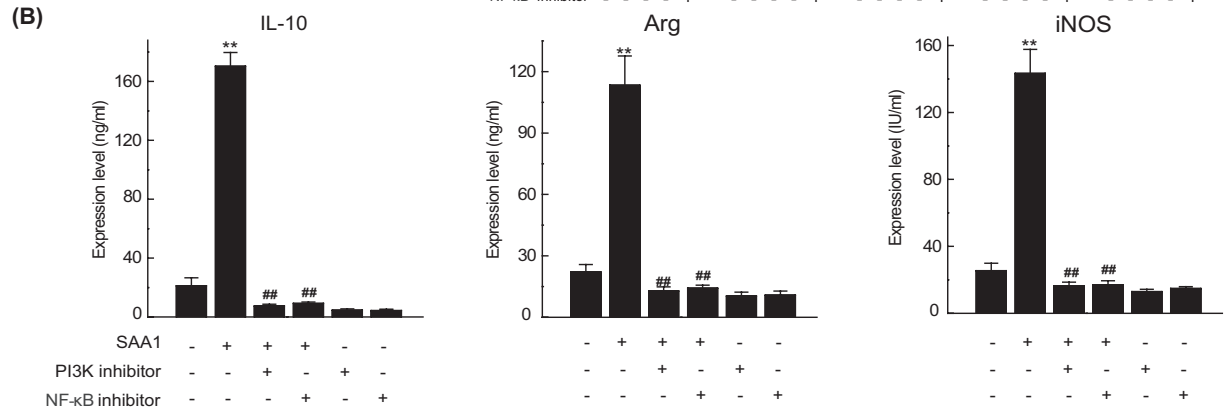 (B)
IL-10 Arg iNOS
Expression level (ng/ml)
160
120
80
40
0
**
## ##
Expression level (ng/ml)
120
90
60
30
0
**
## ##
Expression level (IU/ml)
160
120
80
40
0
**
## ##
SAA1 - + + + - - - + + + - - - + + + - -
PI3K inhibitor - - + - + - - - + - + - - - + - + -
NF-κB inhibitor - - - + - + - - - + - + - - - + - +